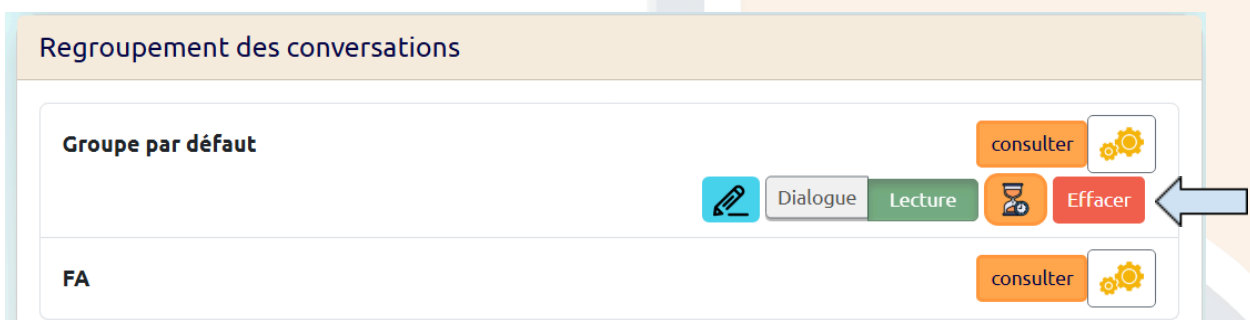 Regroupement des conversations
Groupe par défaut consulter
Dialogue Lecture Effacer
FA consulter